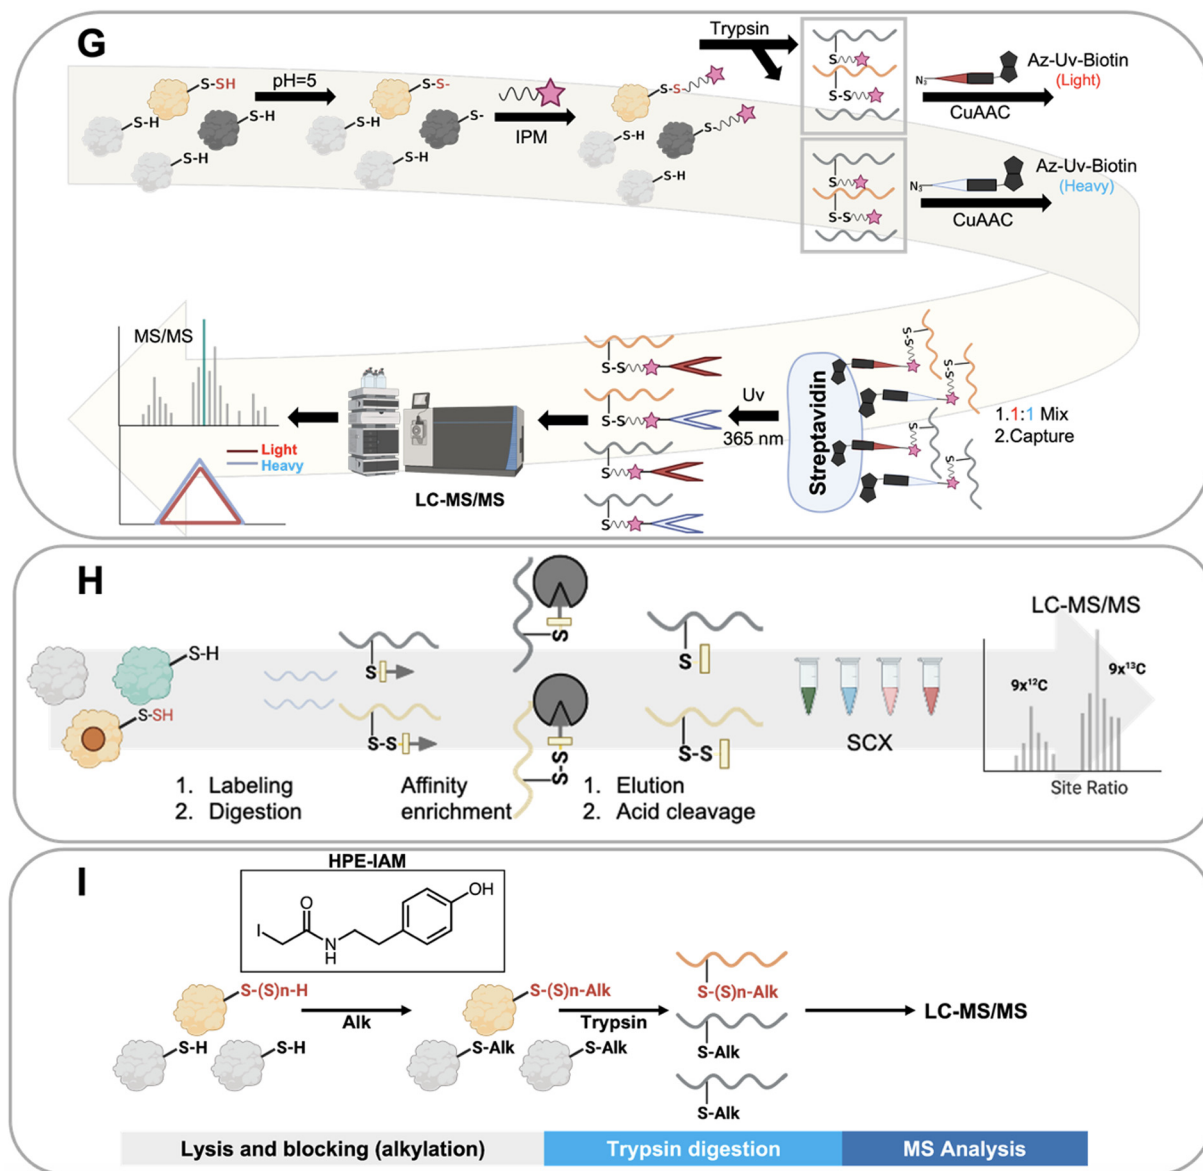 G
S-SH
S-H
S-H
S-H
pH=5
S-S-
S-H
S-
S-H
IPM
S-S-
S-H
S-
S-H
Trypsin
S
S-S
N3
Az-Uv-Biotin
(Light)
CuAAC
S
S-S
N3
Az-Uv-Biotin
(Heavy)
CuAAC
MS/MS
Light
Heavy
LC-MS/MS
S-S
S-S
S
S
Uv
365 nm
Streptavidin
S-S
S-S
S
S
1.1:1 Mix
2.Capture
H
S-H
S-SH
1. Labeling
2. Digestion
S
S-S
Affinity
enrichment
S
S-S
S
S-S
1. Elution
2. Acid cleavage
SCX
LC-MS/MS
9x¹²C
9x¹³C
Site Ratio
I
HPE-IAM
I
O
N
H
OH
S-(S)n-H
S-H
S-H
Alk
S-(S)n-Alk
S-Alk
S-Alk
Trypsin
S-(S)n-Alk
S-Alk
S-Alk
LC-MS/MS
Lysis and blocking (alkylation)
Trypsin digestion
MS Analysis